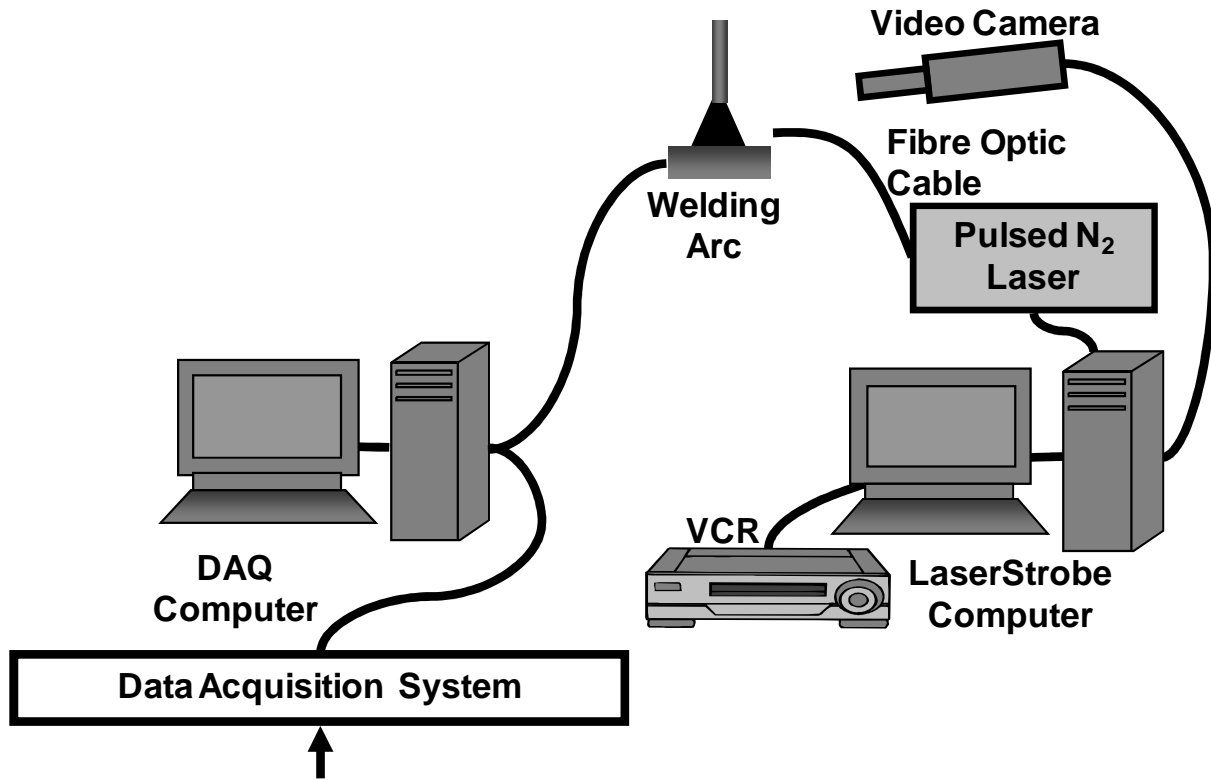 Video Camera
Fibre Optic
Cable
Welding
Arc
Pulsed N₂
Laser
VCR
DAQ
Computer
LaserStrobe
Computer
Data Acquisition System